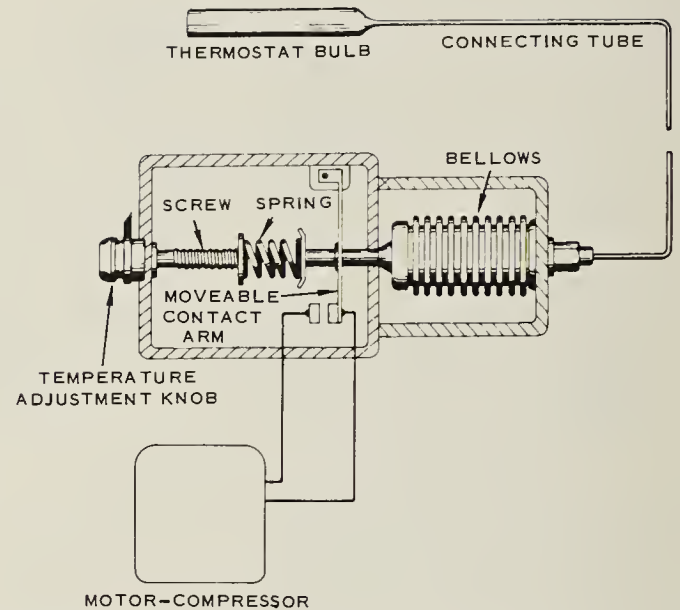 THERMOSTAT BULB
CONNECTING TUBE
BELLOWS
SCREW
SPRING
MOVEABLE
CONTACT
ARM
TEMPERATURE
ADJUSTMENT KNOB
MOTOR-COMPRESSOR